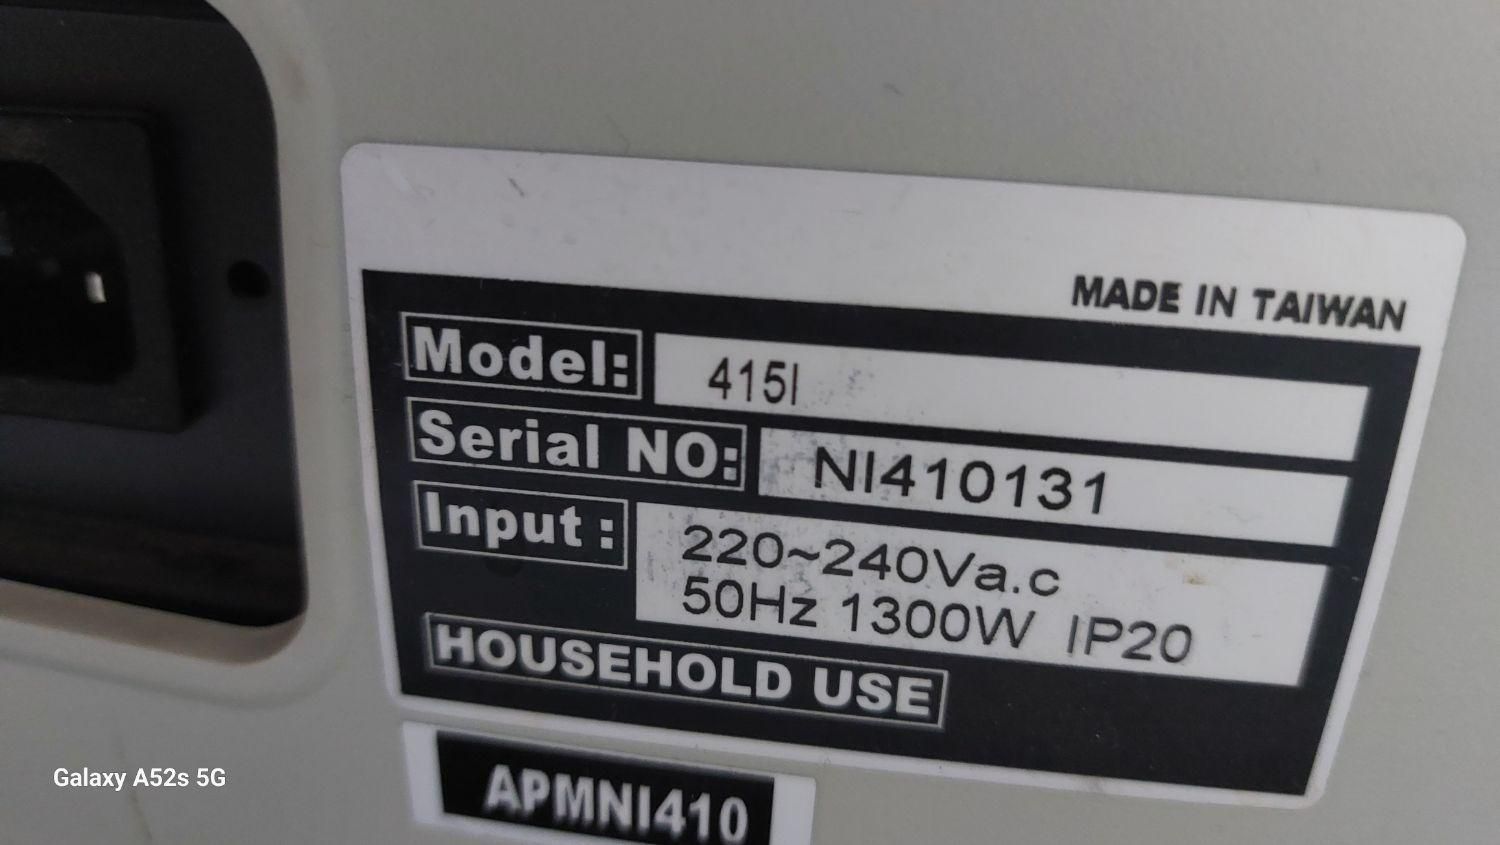 MADE IN TAIWAN
Model: 415I
Serial NO: NI410131
Input : 220~240Va.c
50Hz 1300W IP20
HOUSEHOLD USE
APMNI410
Galaxy A52s 5G